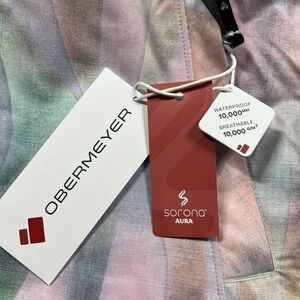 OBERMEYER
sorona®
AURA
WATERPROOF
10,000MM
BREATHABLE
10,000 G/M²